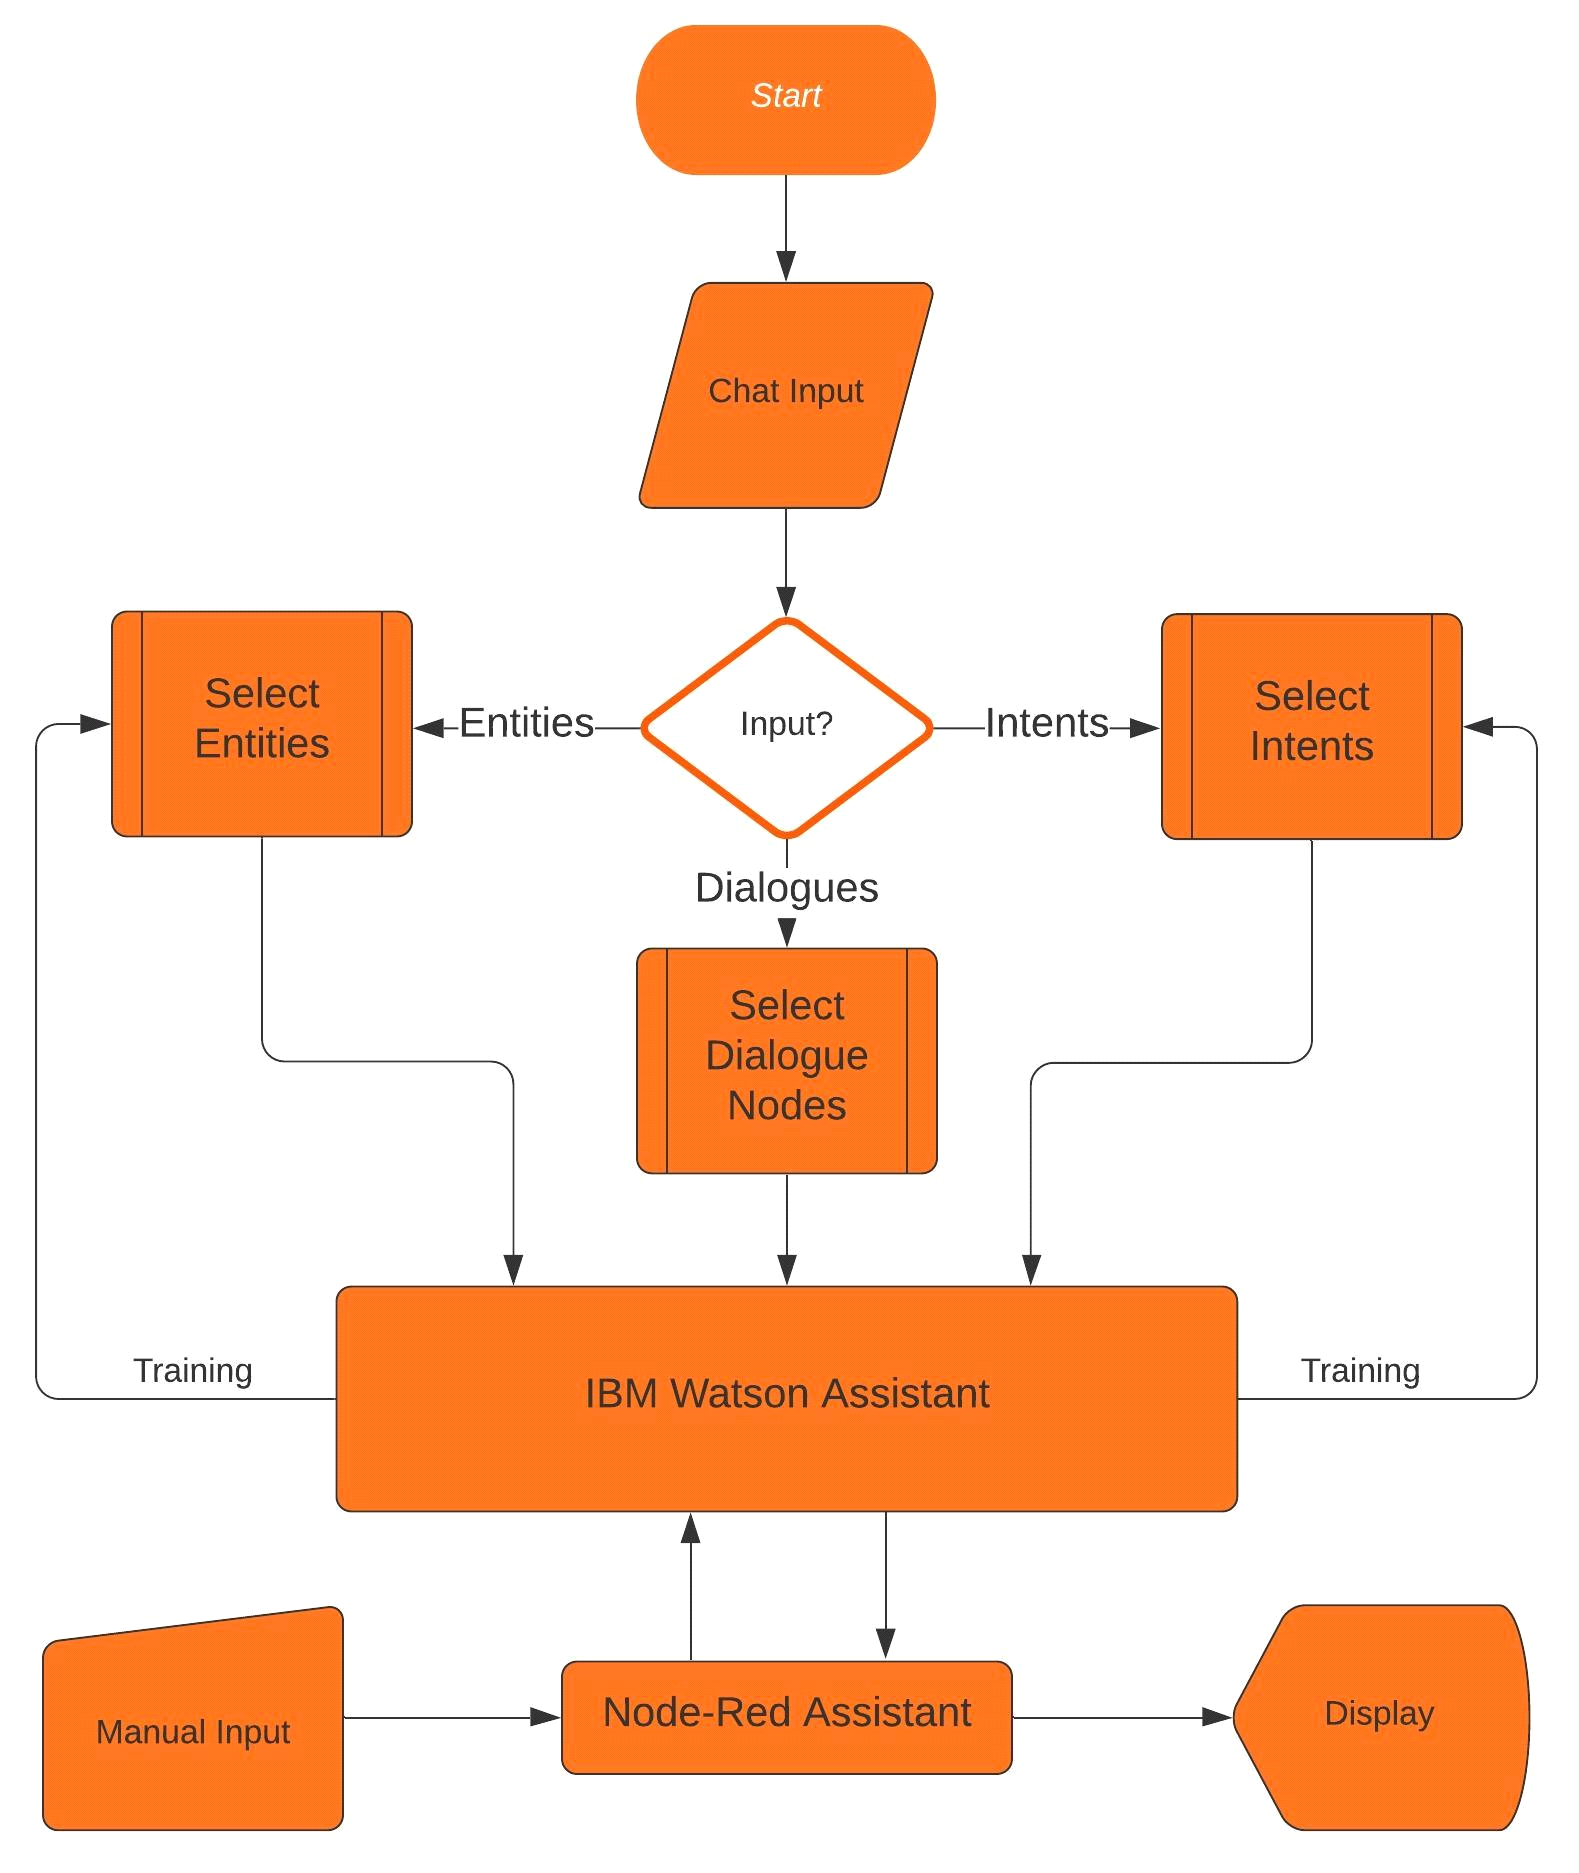 Start
Chat Input
Select
Entities
Entities
Input?
Intents
Select
Intents
Dialogues
Select
Dialogue
Nodes
Training
IBM Watson Assistant
Training
Manual Input
Node-Red Assistant
Display